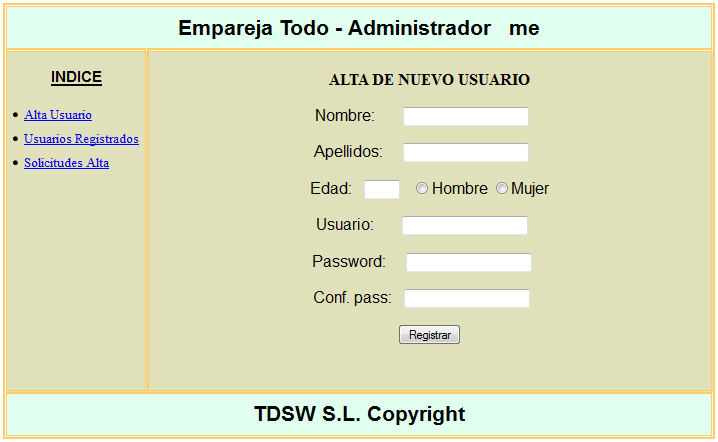 Empareja Todo - Administrador me
INDICE
Alta Usuario
Usuarios Registrados
Solicitudes Alta
ALTA DE NUEVO USUARIO
Nombre:
Apellidos:
Edad: Hombre Mujer
Usuario:
Password:
Conf. pass:
Registrar
TDSW S.L. Copyright